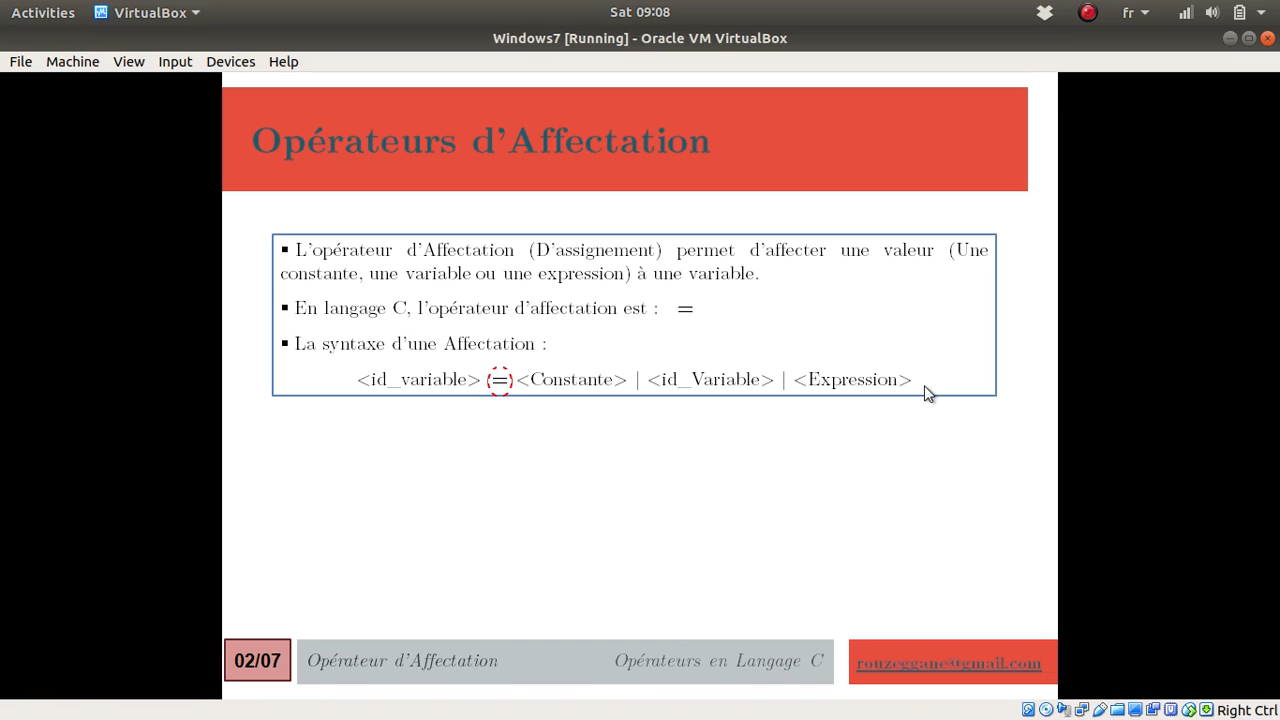 Activities VirtualBox Sat 09:08 fr
Windows7 [Running] - Oracle VM VirtualBox
File Machine View Input Devices Help
Opérateurs d'Affectation
▪ L'opérateur d'Affectation (D'assignement) permet d'affecter une valeur (Une
constante, une variable ou une expression) à une variable.
▪ En langage C, l'opérateur d'affectation est : =
▪ La syntaxe d'une Affectation :
<id_variable> = <Constante> | <id_Variable> | <Expression>
02/07 Opérateur d'Affectation Opérateurs en Langage C rouzeggane@gmail.com
Right Ctrl